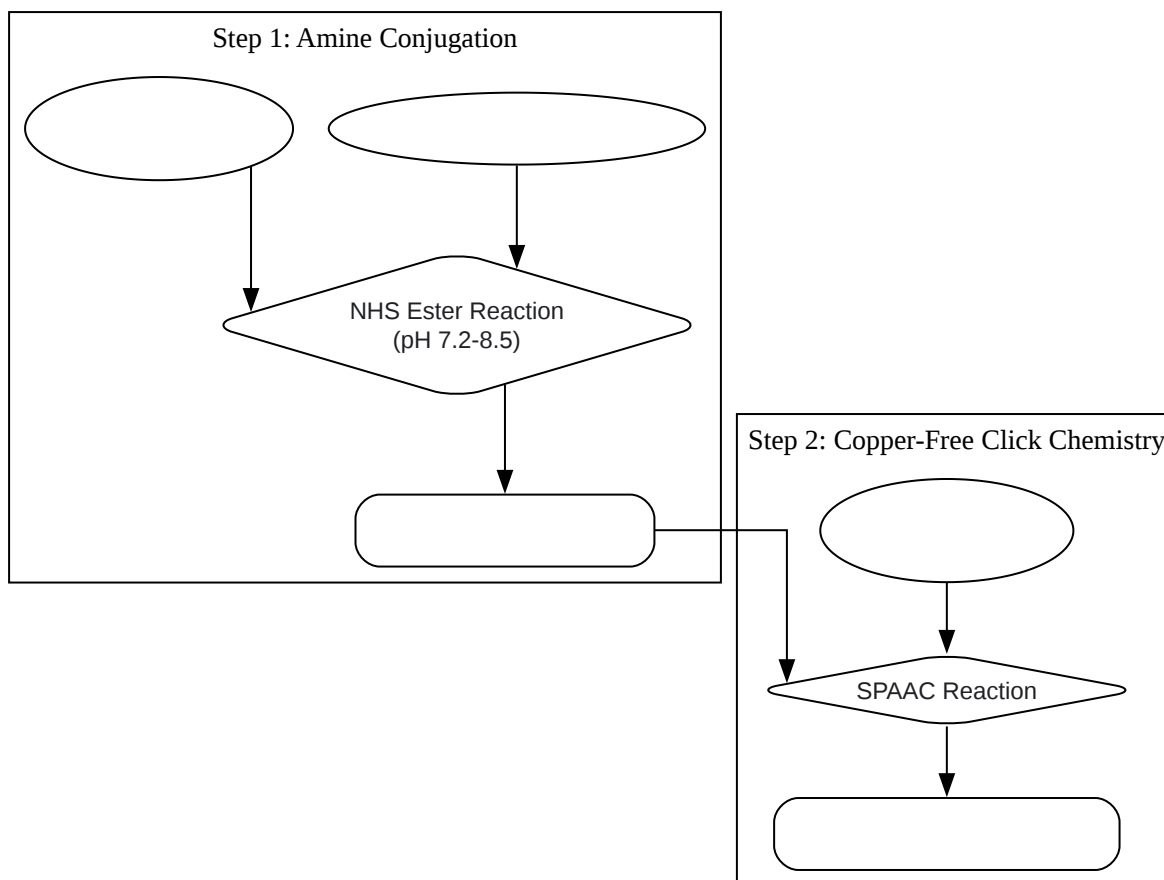 Step 1: Amine Conjugation
NHS Ester Reaction
(pH 7.2-8.5)
Step 2: Copper-Free Click Chemistry
SPAAC Reaction